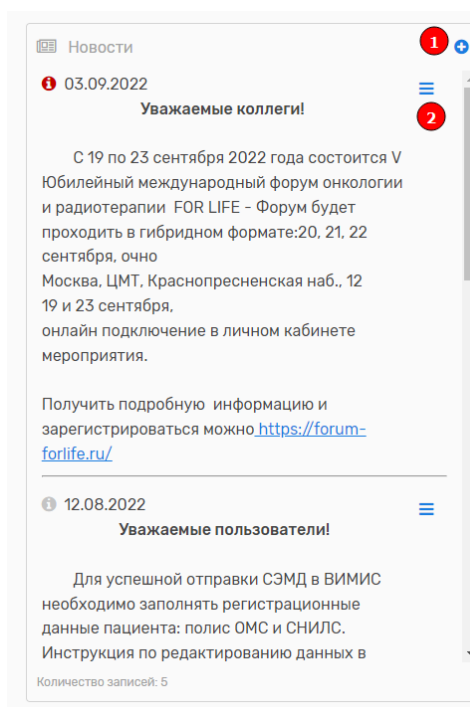 Новости
1
03.09.2022
2
Уважаемые коллеги!
С 19 по 23 сентября 2022 года состоится V
Юбилейный международный форум онкологии
и радиотерапии FOR LIFE - Форум будет
проходить в гибридном формате:20, 21, 22
сентября, очно
Москва, ЦМТ, Краснопресненская наб., 12
19 и 23 сентября,
онлайн подключение в личном кабинете
мероприятия.
Получить подробную информацию и
зарегистрироваться можно https://forum-
forlife.ru/
12.08.2022
Уважаемые пользователи!
Для успешной отправки СЭМД в ВИМИС
необходимо заполнять регистрационные
данные пациента: полис ОМС и СНИЛС.
Инструкция по редактированию данных в
Количество записей: 5